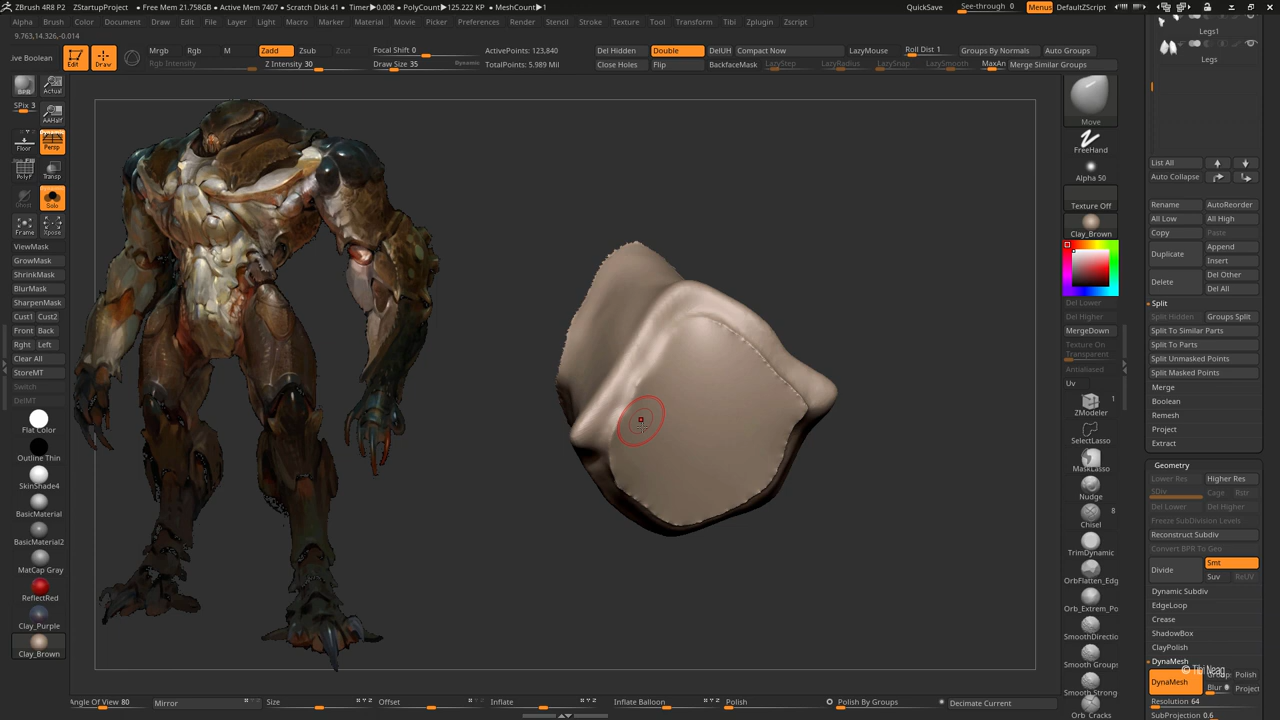 ZBrush 4R8 P2 ZStartupProject • Free Mem 21.758GB • Active Mem 7407 • Scratch Disk 41 • Timer▶0.008 • PolyCount▶125.222 KP • MeshCount▶1 QuickSave See-through 0 Menus DefaultZScript
Alpha Brush Color Document Draw Edit File Layer Light Macro Marker Material Movie Picker Preferences Render Stencil Stroke Texture Tool Transform Tibi Zplugin Zscript
9.763,14.326,-0.014
ive Boolean Edit Draw
Mrgb Rgb M Zadd Zsub Zcut Focal Shift 0 ActivePoints: 123,840 Del Hidden Double DelUH Compact Now LazyMouse Roll Dist 1 Groups By Normals Auto Groups
Rgb Intensity Z Intensity 30 Draw Size 35 Dynamic TotalPoints: 5.989 Mil Close Holes Flip BackfaceMask LazyStep LazyRadius LazySnap LazySmooth MaxAn Merge Similar Groups
BPR
SPix 3
Floor
PolyF
Ghost
Frame
Actual
AAHalf
Persp
Transp
Solo
Xpose
ViewMask
GrowMask
ShrinkMask
BlurMask
SharpenMask
Cust1 Cust2
Front Back
Rght Left
Clear All
StoreMT
Switch
DelMT
Flat Color
Outline Thin
SkinShade4
BasicMaterial
BasicMaterial2
MatCap Gray
ReflectRed
Clay_Purple
Clay_Brown
Move
FreeHand
Alpha 50
Texture Off
Clay_Brown
Del Lower
Del Higher
MergeDown
Texture On
Transparent
Antialiased
Uv
1
ZModeler
SelectLasso
MaskLasso
Nudge
8
Chisel
TrimDynamic
OrbFlatten_Edg
Orb_Extrem_Po
SmoothDirectio
Smooth Groups
Smooth Strong
Orb_Cracks
Legs1
Legs
List All
Auto Collapse
Rename AutoReorder
All Low All High
Copy Paste
Duplicate Append
Insert
Delete Del Other
Del All
Split
Split Hidden Groups Split
Split To Similar Parts
Split To Parts
Split Unmasked Points
Split Masked Points
Merge
Boolean
Remesh
Project
Extract
Geometry
Lower Res Higher Res
SDiv Cage Rstr
Del Lower Del Higher
Freeze SubDivision Levels
Reconstruct Subdiv
Convert BPR To Geo
Divide Smt
Suv ReUV
Dynamic Subdiv
EdgeLoop
Crease
ShadowBox
ClayPolish
DynaMesh
© Tibi Neag
DynaMesh Polish
Blur Project
Resolution 64
SubProjection 0.6
Angle Of View 80 Mirror Size Offset Inflate Inflate Balloon Polish Polish By Groups Decimate Current